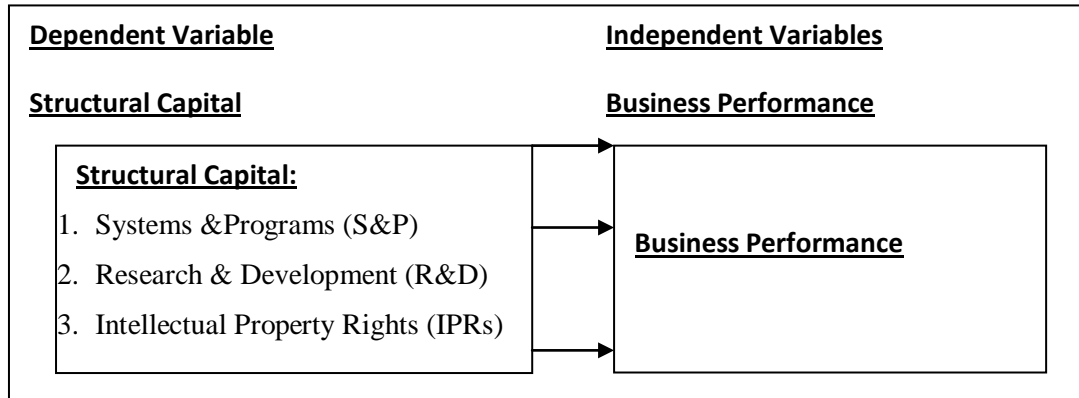 Dependent Variable Independent Variables
Structural Capital Business Performance
Structural Capital:
1. Systems &Programs (S&P)
2. Research & Development (R&D)
3. Intellectual Property Rights (IPRs)
Business Performance